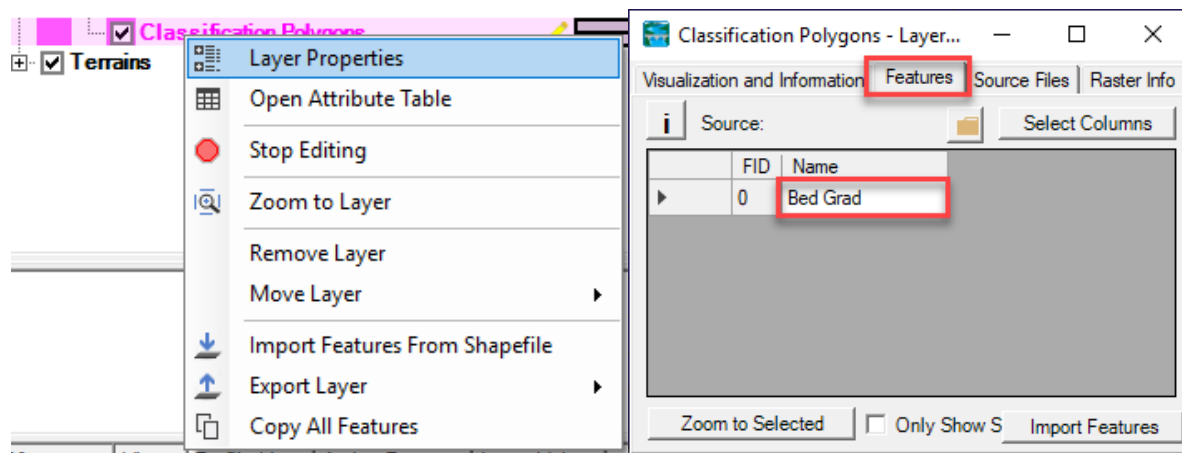 Classification Polygons
Terrains
Layer Properties
Open Attribute Table
Stop Editing
Zoom to Layer
Remove Layer
Move Layer
Import Features From Shapefile
Export Layer
Copy All Features
Classification Polygons - Layer...
Visualization and Information Features Source Files Raster Info
i Source: Select Columns
FID Name
0 Bed Grad
Zoom to Selected Only Show S Import Features